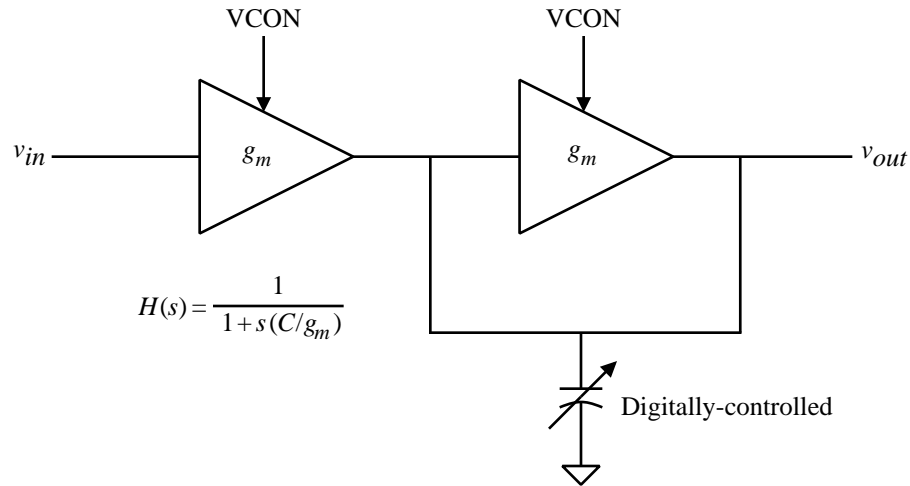 VCON
VCON
v_in
g_m
g_m
v_out
H(s) = 1 / (1 + s(C/g_m))
Digitally-controlled